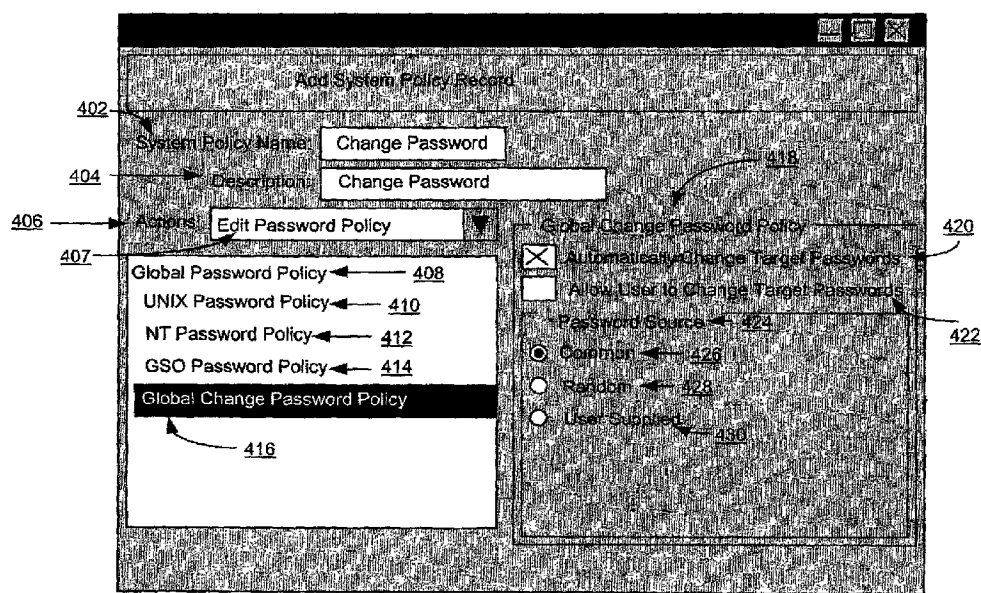 Add System Policy Record
402
System Policy Name: Change Password
418
404 Description: Change Password
406 Actions: Edit Password Policy
Global Change Password Policy
420
407
Automatically Change Target Passwords
Global Password Policy 408
Allow User to Change Target Passwords
UNIX Password Policy 410
Password Source 424
422
NT Password Policy 412
Common 426
GSO Password Policy 414
Random 428
Global Change Password Policy
User Supplied 430
416